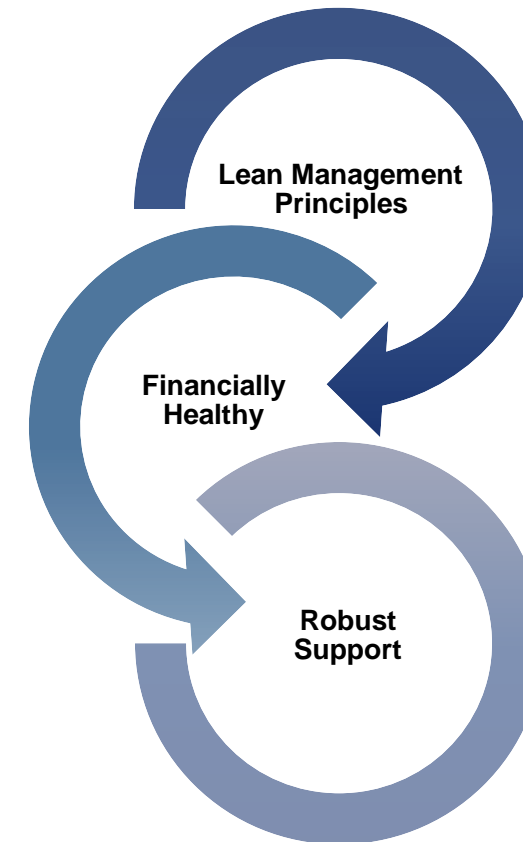 Lean Management
Principles
Financially
Healthy
Robust
Support